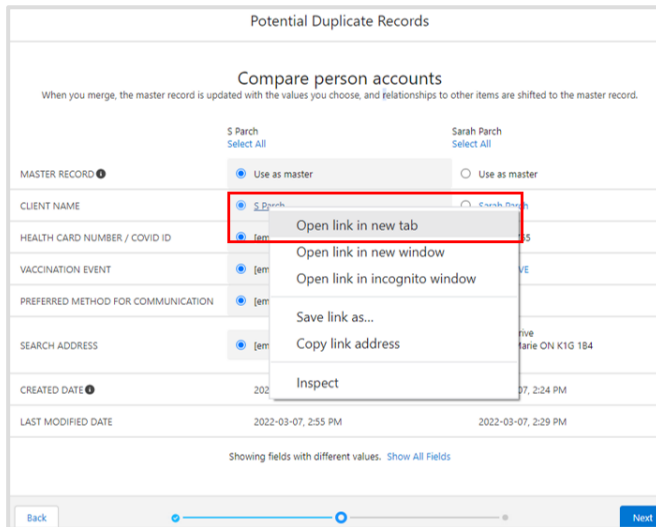 Potential Duplicate Records
Compare person accounts
When you merge, the master record is updated with the values you choose, and relationships to other items are shifted to the master record.
S Parch Sarah Parch
Select All Select All
MASTER RECORD Use as master Use as master
CLIENT NAME S Parch Sarah Parch
Open link in new tab
HEALTH CARD NUMBER / COVID ID [em
Open link in new window
VACCINATION EVENT [em VE
Open link in incognito window
PREFERRED METHOD FOR COMMUNICATION [em
Save link as...
SEARCH ADDRESS [em
Copy link address
Marie ON K1G 1B4
Inspect
CREATED DATE 202 07, 2:24 PM
LAST MODIFIED DATE 2022-03-07, 2:55 PM 2022-03-07, 2:29 PM
Showing fields with different values. Show All Fields
Back Next